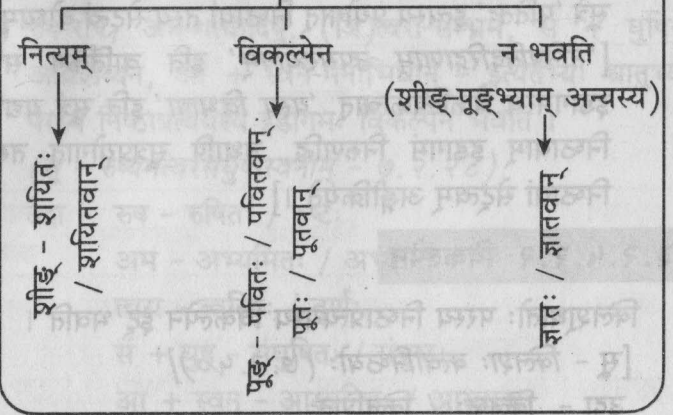 नित्यम्
विकल्पेन
न भवति
(शीङ्-पूङ्भ्याम् अन्यस्य)
शीङ् - शयितः
/ शयितवान्
पूङ् - पवितः / पवितवान्
पूतः / पूतवान्
ज्ञातः / ज्ञातवान्